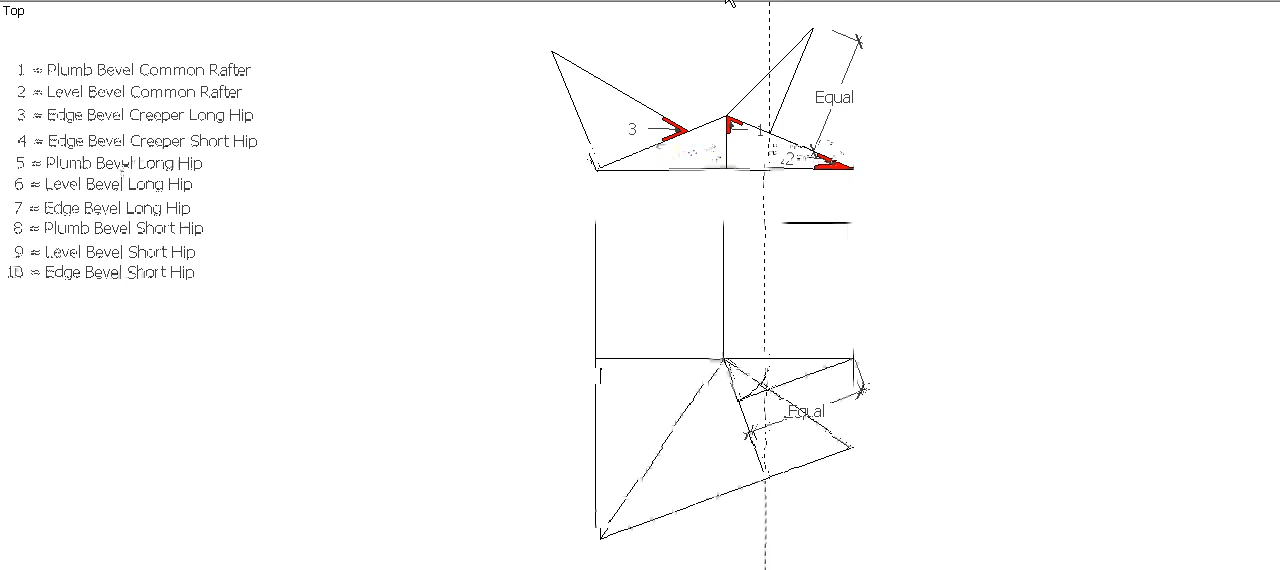 Top
1 = Plumb Bevel Common Rafter
2 = Level Bevel Common Rafter
3 = Edge Bevel Creeper Long Hip
4 = Edge Bevel Creeper Short Hip
5 = Plumb Bevel Long Hip
6 = Level Bevel Long Hip
7 = Edge Bevel Long Hip
8 = Plumb Bevel Short Hip
9 = Level Bevel Short Hip
10 = Edge Bevel Short Hip
Equal
3
1
2
Equal